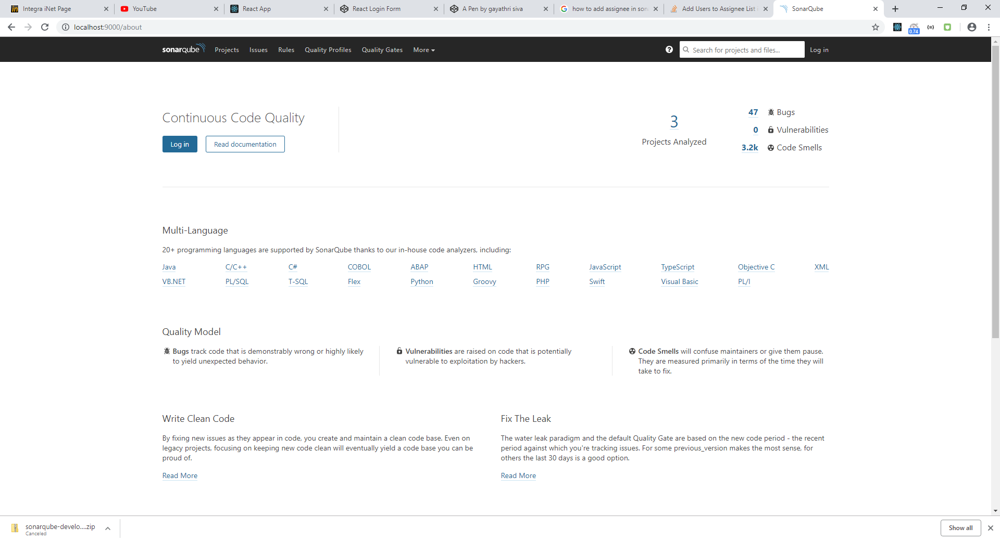 Integra iNet Page
YouTube
React App
React Login Form
A Pen by gayathri siva
how to add assignee in son
Add Users to Assignee List
SonarQube
localhost:9000/about
0.74
sonarqube
Projects
Issues
Rules
Quality Profiles
Quality Gates
More
?
Search for projects and files...
Log in
Continuous Code Quality
Log in
Read documentation
3
Projects Analyzed
47 Bugs
0 Vulnerabilities
3.2k Code Smells
Multi-Language
20+ programming languages are supported by SonarQube thanks to our in-house code analyzers, including:
Java C/C++ C# COBOL ABAP HTML RPG JavaScript TypeScript Objective C XML
VB.NET PL/SQL T-SQL Flex Python Groovy PHP Swift Visual Basic PL/I
Quality Model
Bugs track code that is demonstrably wrong or highly likely
to yield unexpected behavior.
Vulnerabilities are raised on code that is potentially
vulnerable to exploitation by hackers.
Code Smells will confuse maintainers or give them pause.
They are measured primarily in terms of the time they will
take to fix.
Write Clean Code
By fixing new issues as they appear in code, you create and maintain a clean code base. Even on
legacy projects, focusing on keeping new code clean will eventually yield a code base you can be
proud of.
Read More
Fix The Leak
The water leak paradigm and the default Quality Gate are based on the new code period - the recent
period against which you're tracking issues. For some previous_version makes the most sense, for
others the last 30 days is a good option.
Read More
sonarqube-develo....zip
Canceled
Show all